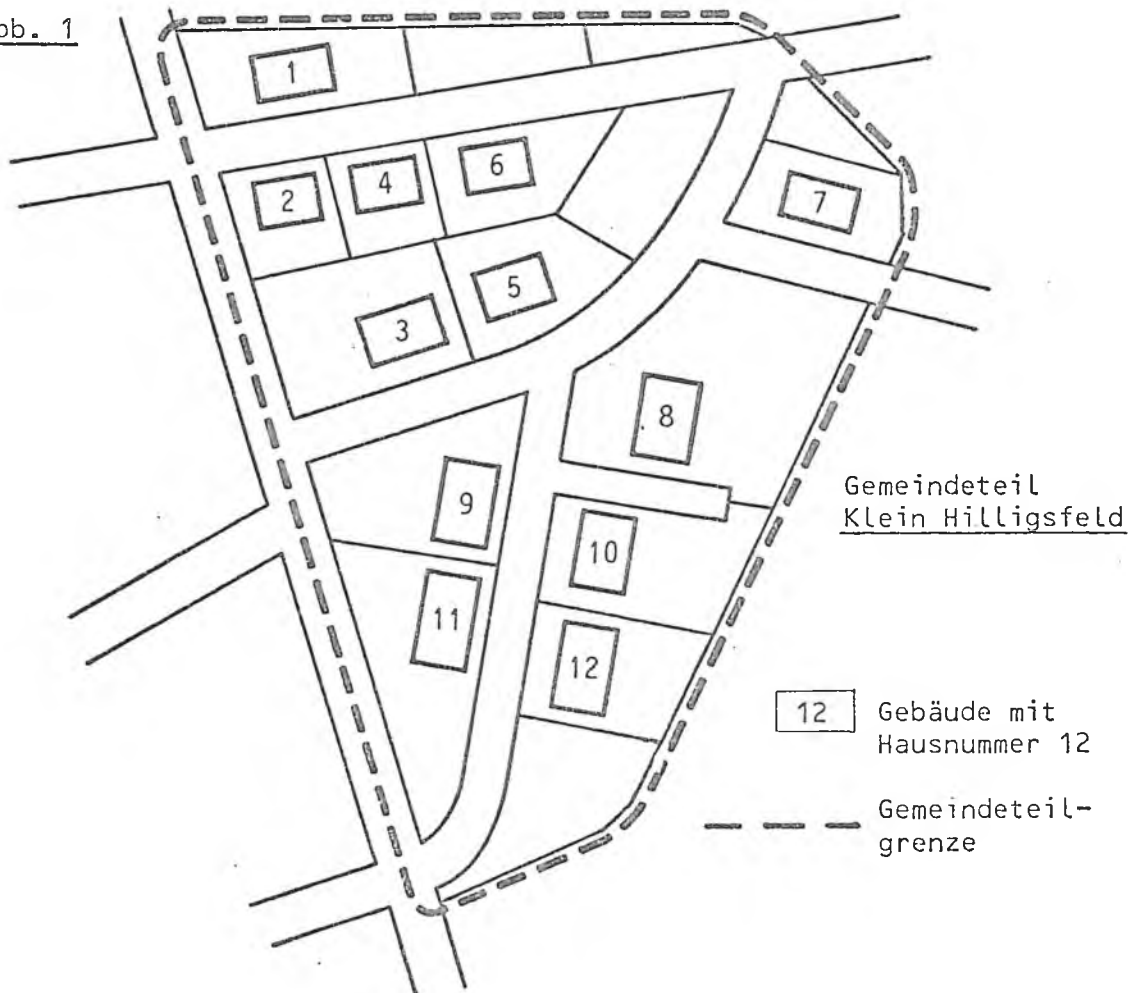 bb. 1
1
6
4
2
7
5
3
8
9
10
11
12
Gemeindeteil
Klein Hilligsfeld
12 Gebäude mit
Hausnummer 12
Gemeindeteil-
grenze